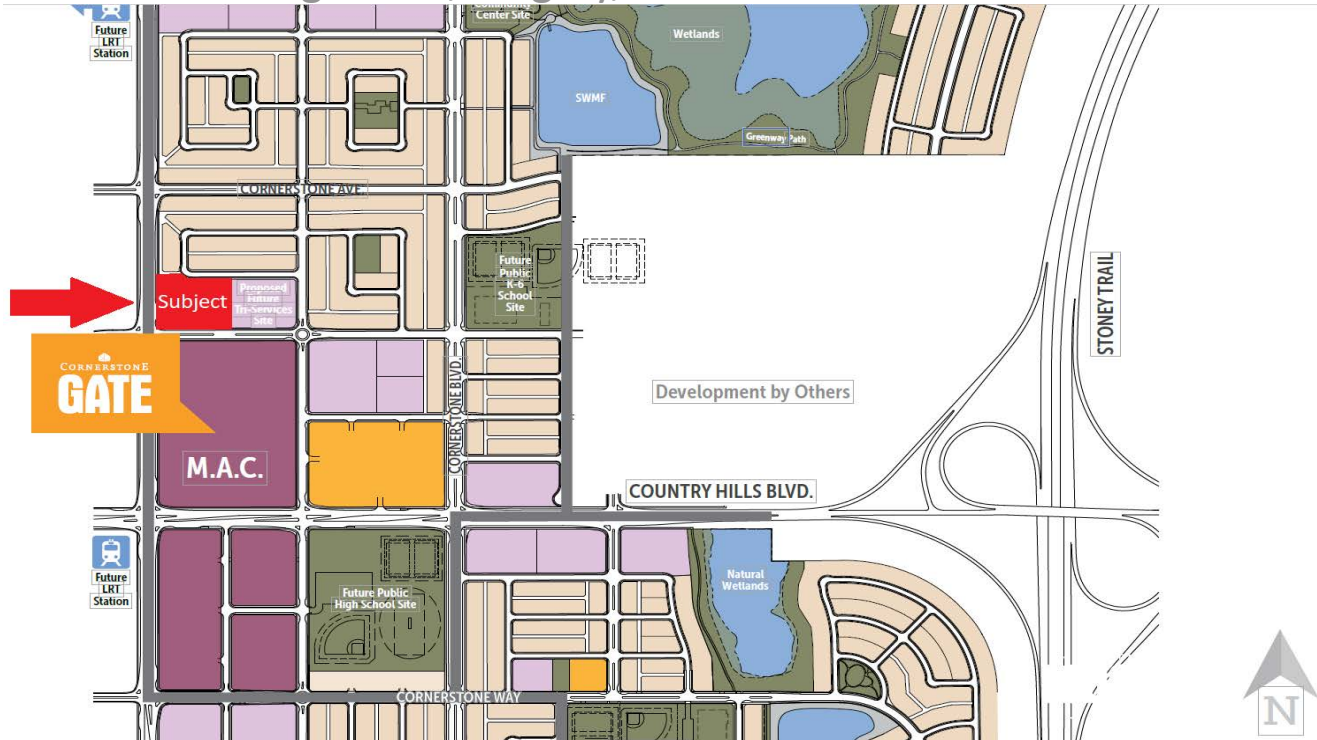 Future
LRT
Station
Center Site
Wetlands
SWMF
Greenway Path
CORNERSTONE AVE.
Future
Public
K-6
School
Site
Subject
Proposed
Future
Tri-Services
Site
STONEY TRAIL
CORNERSTONE
GATE
CORNERSTONE BLVD.
Development by Others
M.A.C.
COUNTRY HILLS BLVD.
Future
LRT
Station
Future Public
High School Site
Natural
Wetlands
CORNERSTONE WAY
N